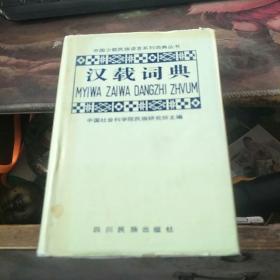 中国少数民族语言系列词典丛书
汉载词典
MYIWA ZAIWA DANGZHI ZHVUM
中国社会科学院民族研究所主编
四川民族出版社